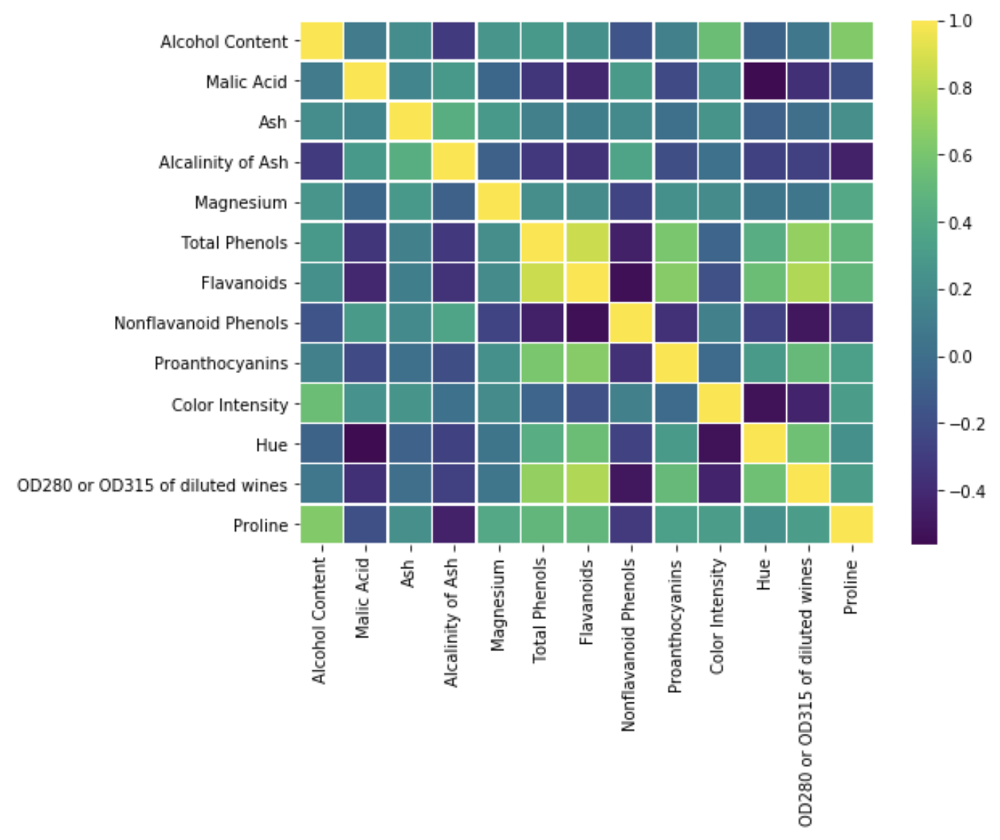 Alcohol Content
Malic Acid
Ash
Alcalinity of Ash
Magnesium
Total Phenols
Flavanoids
Nonflavanoid Phenols
Proanthocyanins
Color Intensity
Hue
OD280 or OD315 of diluted wines
Proline
Alcohol Content
Malic Acid
Ash
Alcalinity of Ash
Magnesium
Total Phenols
Flavanoids
Nonflavanoid Phenols
Proanthocyanins
Color Intensity
Hue
OD280 or OD315 of diluted wines
Proline
1.0
0.8
0.6
0.4
0.2
0.0
−0.2
−0.4